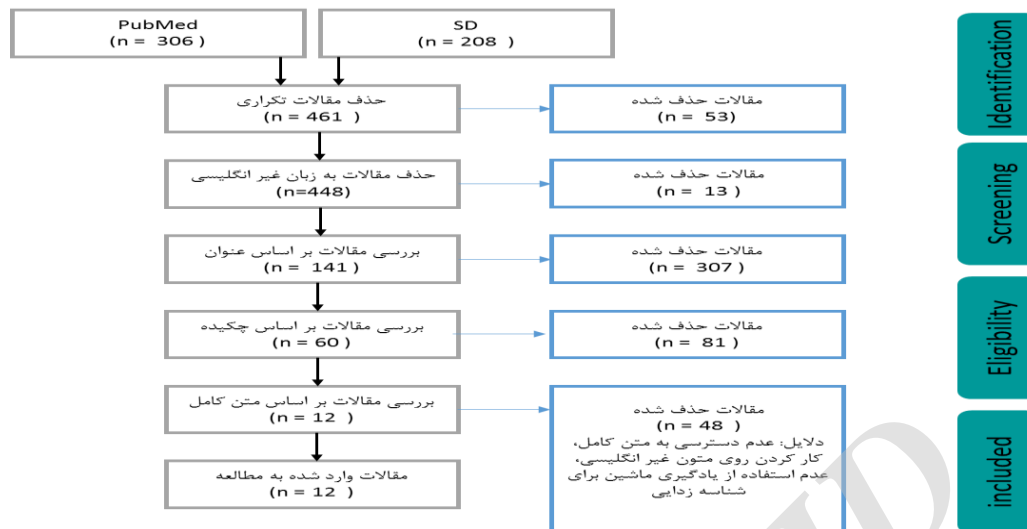 PubMed
(n = 306)
SD
(n = 208)
حذف مقالات تکراری
(n = 461 )
مقالات حذف شده
(n = 53)
حذف مقالات به زبان غیر انگلیسی
(n=448)
مقالات حذف شده
(n = 13 )
بررسی مقالات بر اساس عنوان
(n = 141 )
مقالات حذف شده
(n = 307 )
بررسی مقالات بر اساس چکیده
(n = 60 )
مقالات حذف شده
(n = 81 )
بررسی مقالات بر اساس متن کامل
(n = 12 )
مقالات حذف شده
(n = 48 )
دلایل: عدم دسترسی به متن کامل،
کار کردن روی متون غیر انگلیسی،
عدم استفاده از یادگیری ماشین برای
شناسه زدایی
مقالات وارد شده به مطالعه
(n = 12 )
Identification
Screening
Eligibility
included